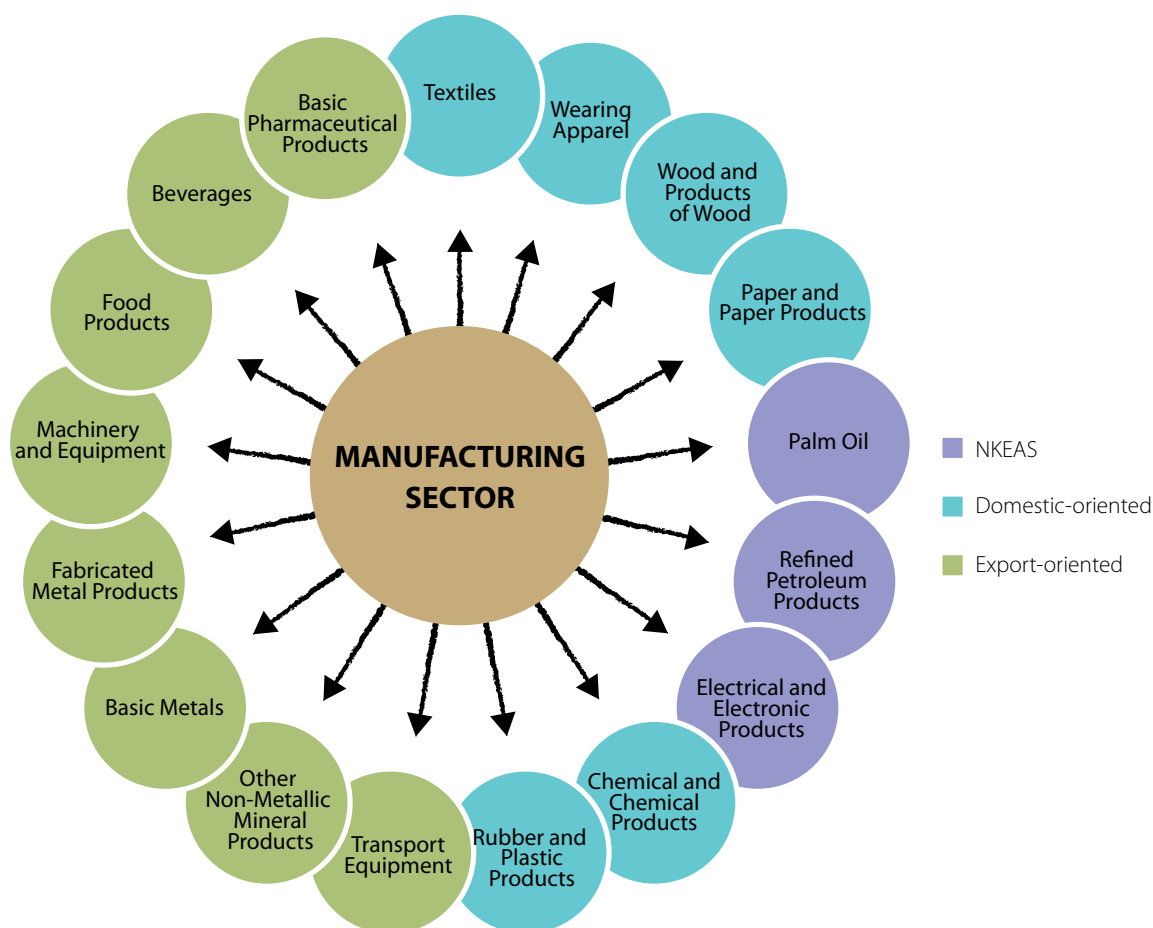 Textiles
Wearing
Apparel
Wood and
Products
of Wood
Paper and
Paper Products
Palm Oil
Refined
Petroleum
Products
Electrical and
Electronic
Products
Chemical and
Chemical
Products
Rubber and
Plastic
Products
Transport
Equipment
Other
Non-Metallic
Mineral
Products
Basic Metals
Fabricated
Metal Products
Machinery
and Equipment
Food
Products
Beverages
Basic
Pharmaceutical
Products
MANUFACTURING
SECTOR
NKEAS
Domestic-oriented
Export-oriented